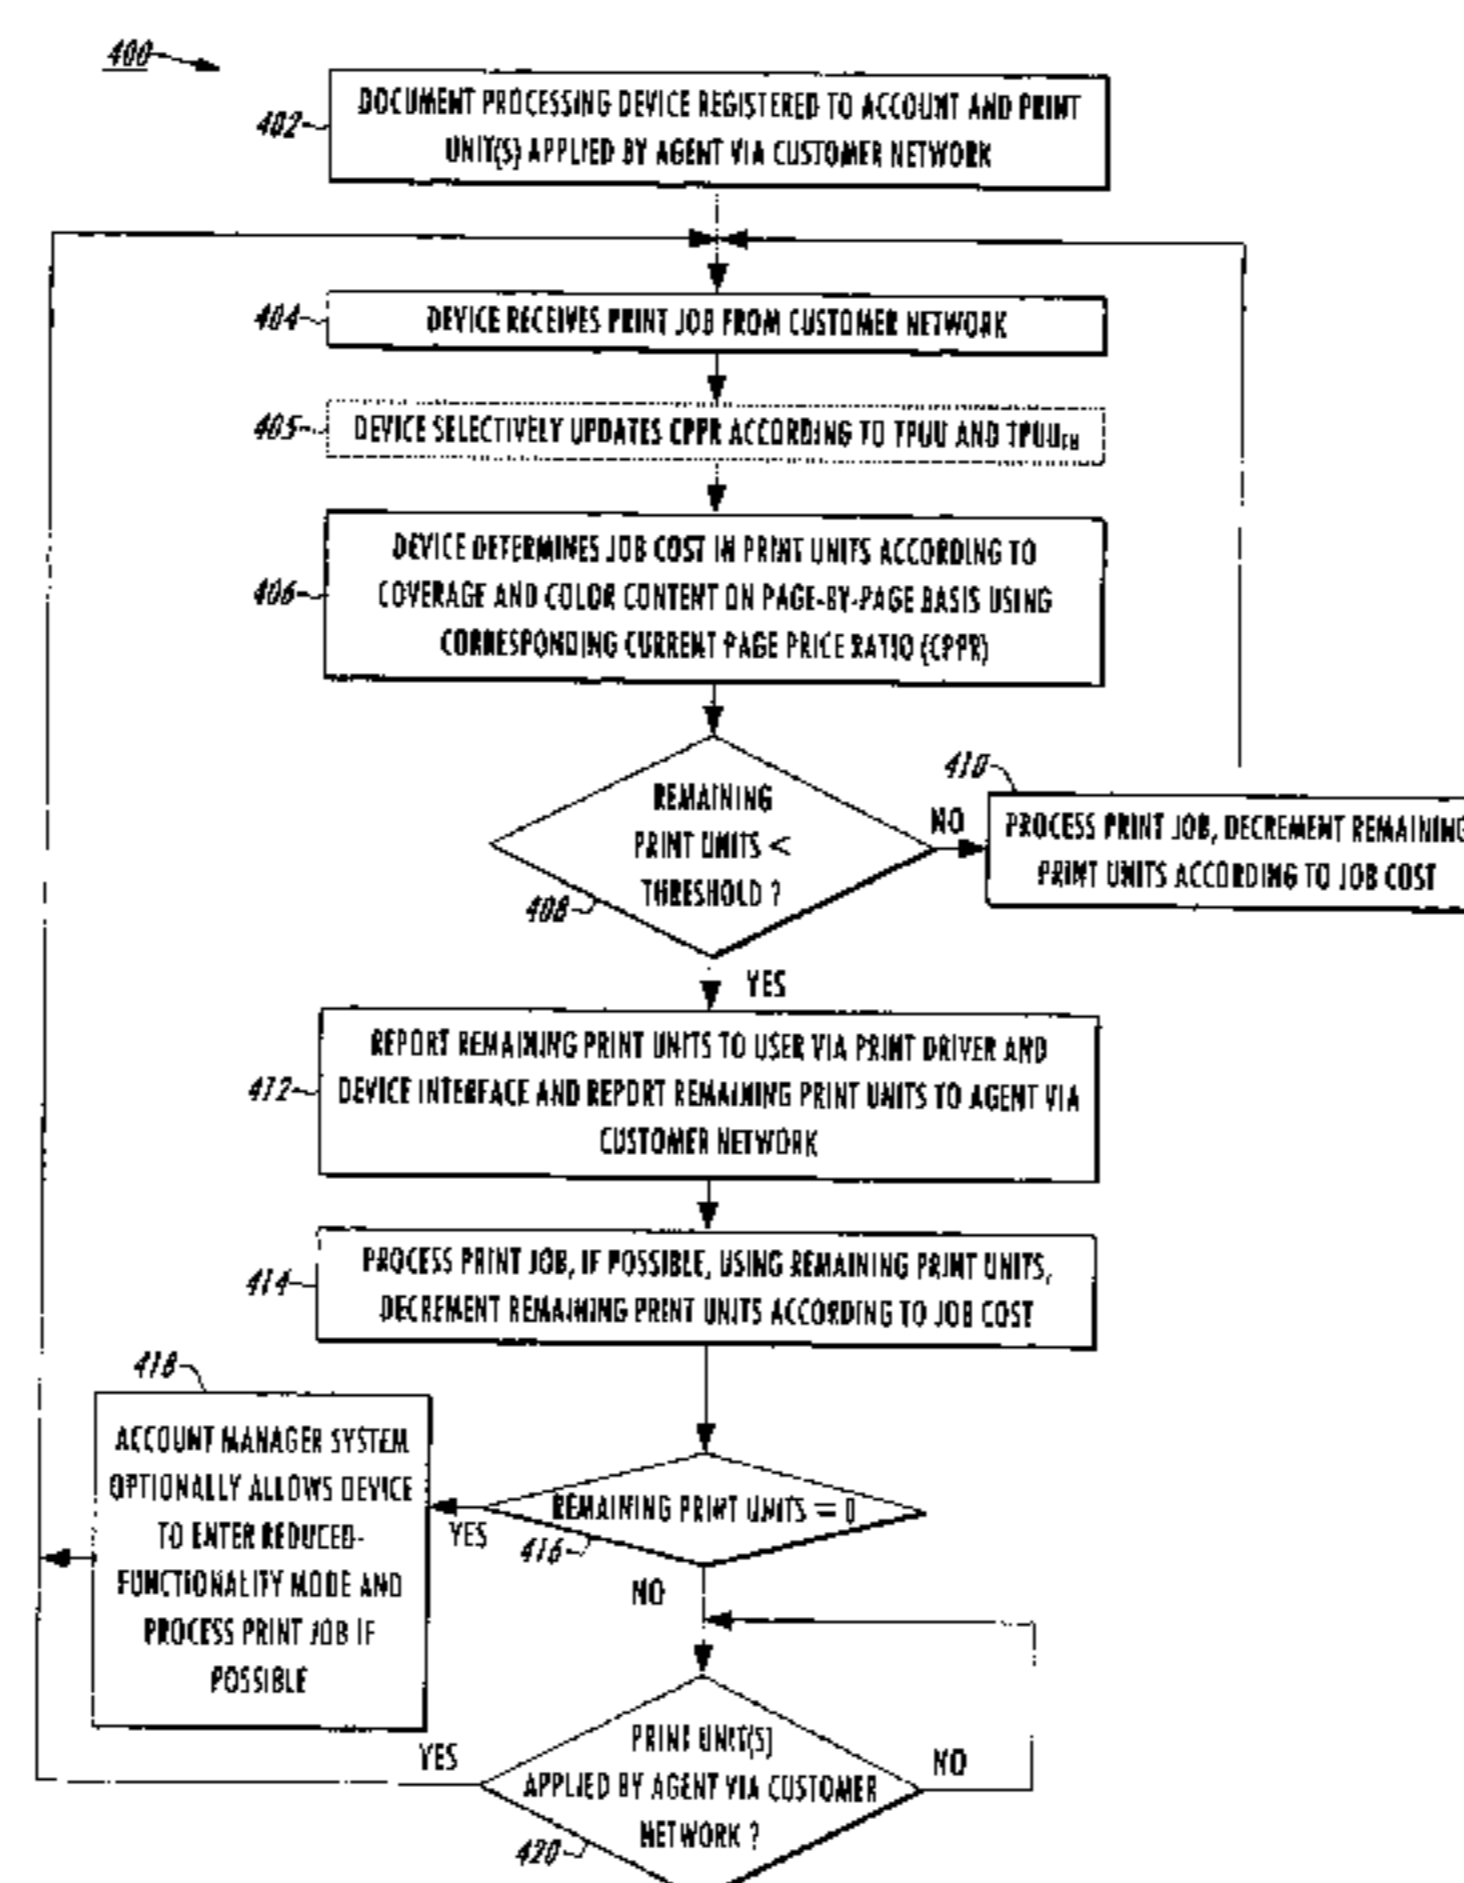 400
402
DOCUMENT PROCESSING DEVICE REGISTERED TO ACCOUNT AND PRINT
UNIT(S) APPLIED BY AGENT VIA CUSTOMER NETWORK
404
DEVICE RECEIVES PRINT JOB FROM CUSTOMER NETWORK
405
DEVICE SELECTIVELY UPDATES CPPR ACCORDING TO TPUU AND TPUU
406
DEVICE DETERMINES JOB COST IN PRINT UNITS ACCORDING TO
COVERAGE AND COLOR CONTENT ON PAGE-BY-PAGE BASIS USING
CORRESPONDING CURRENT PAGE PRICE RATIO (CPPR)
REMAINING
PRINT UNITS <
THRESHOLD ?
408
NO
410
PROCESS PRINT JOB, DECREMENT REMAINING
PRINT UNITS ACCORDING TO JOB COST
YES
412
REPORT REMAINING PRINT UNITS TO USER VIA PRINT DRIVER AND
DEVICE INTERFACE AND REPORT REMAINING PRINT UNITS TO AGENT VIA
CUSTOMER NETWORK
414
PROCESS PRINT JOB, IF POSSIBLE, USING REMAINING PRINT UNITS,
DECREMENT REMAINING PRINT UNITS ACCORDING TO JOB COST
418
ACCOUNT MANAGER SYSTEM
OPTIONALLY ALLOWS DEVICE
TO ENTER REDUCED-
FUNCTIONALITY MODE AND
PROCESS PRINT JOB IF
POSSIBLE
REMAINING PRINT UNITS = 0
YES
416
NO
PRINT UNIT(S)
APPLIED BY AGENT VIA CUSTOMER
NETWORK ?
YES
NO
420